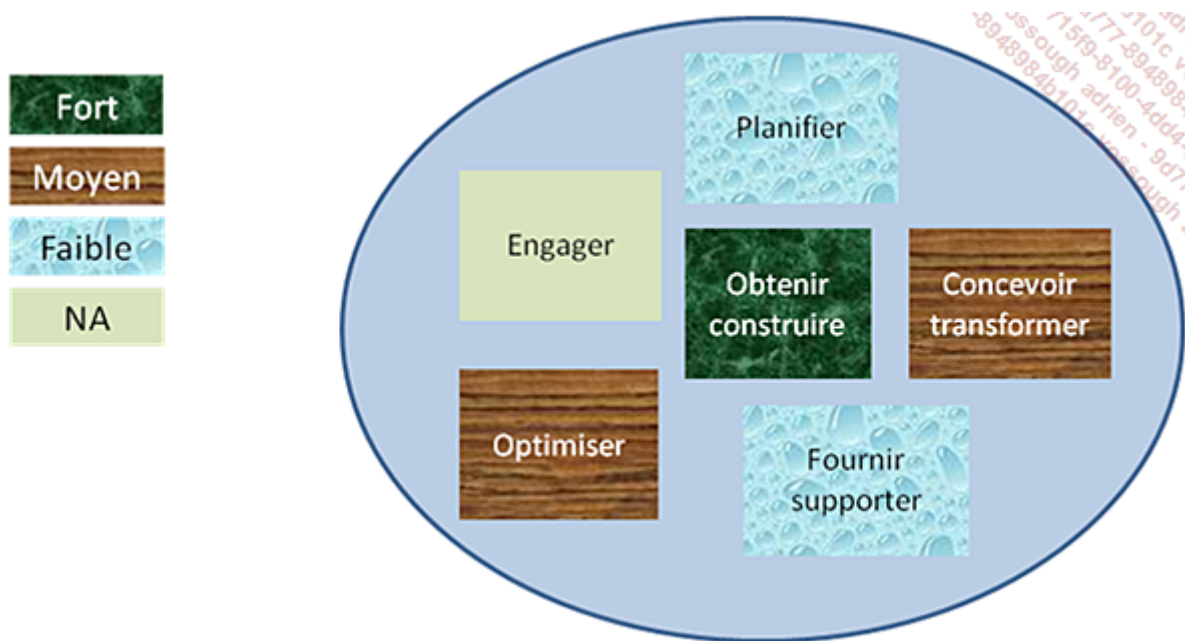 Fort
Moyen
Faible
NA
Planifier
Engager
Obtenir
construire
Concevoir
transformer
Optimiser
Fournir
supporter